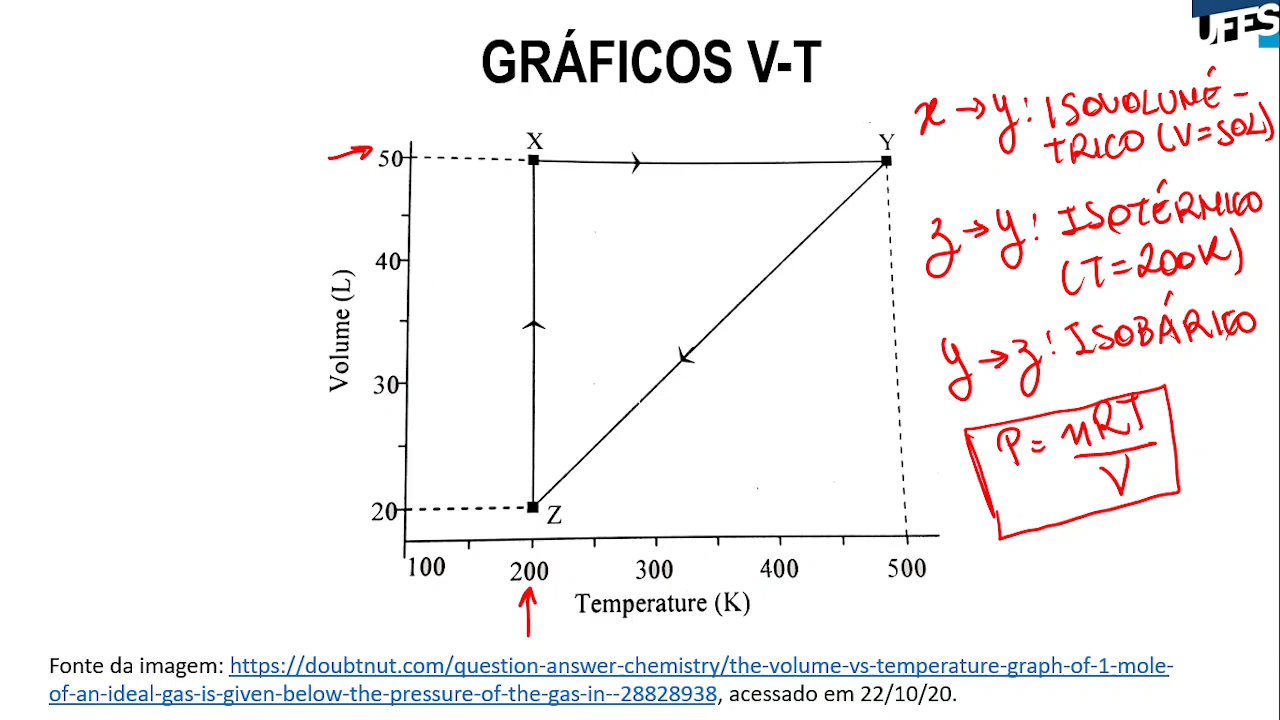 UFES
GRÁFICOS V-T
x → y: ISOVOLUMÉ-
TRICO (V=50L)
z → y: ISOTÉRMICO
(T=200K)
y → z: ISOBÁRICO
P = nRT
V
X
Y
Z
50
40
30
20
Volume (L)
100
200
300
400
500
Temperature (K)
Fonte da imagem: https://doubtnut.com/question-answer-chemistry/the-volume-vs-temperature-graph-of-1-mole-
of-an-ideal-gas-is-given-below-the-pressure-of-the-gas-in--28828938, acessado em 22/10/20.